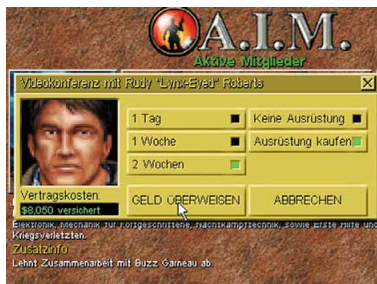 A.I.M.
Aktive Mitglieder
Videokonferenz mit Rudy "Lynx-Eyed" Roberts
1 Tag
Keine Ausrüstung
1 Woche
Ausrüstung kaufen
2 Wochen
Vertragskosten:
$8,050 versichert
GELD ÜBERWEISEN
ABBRECHEN
Elektronik, Mechanik für Fortgeschrittene, Nachtkampftechnik, sowie Erste Hilfe und
Kriegsverletzten.
Zusatzinfo
Lehnt Zusammenarbeit mit Buzz Garneau ab.